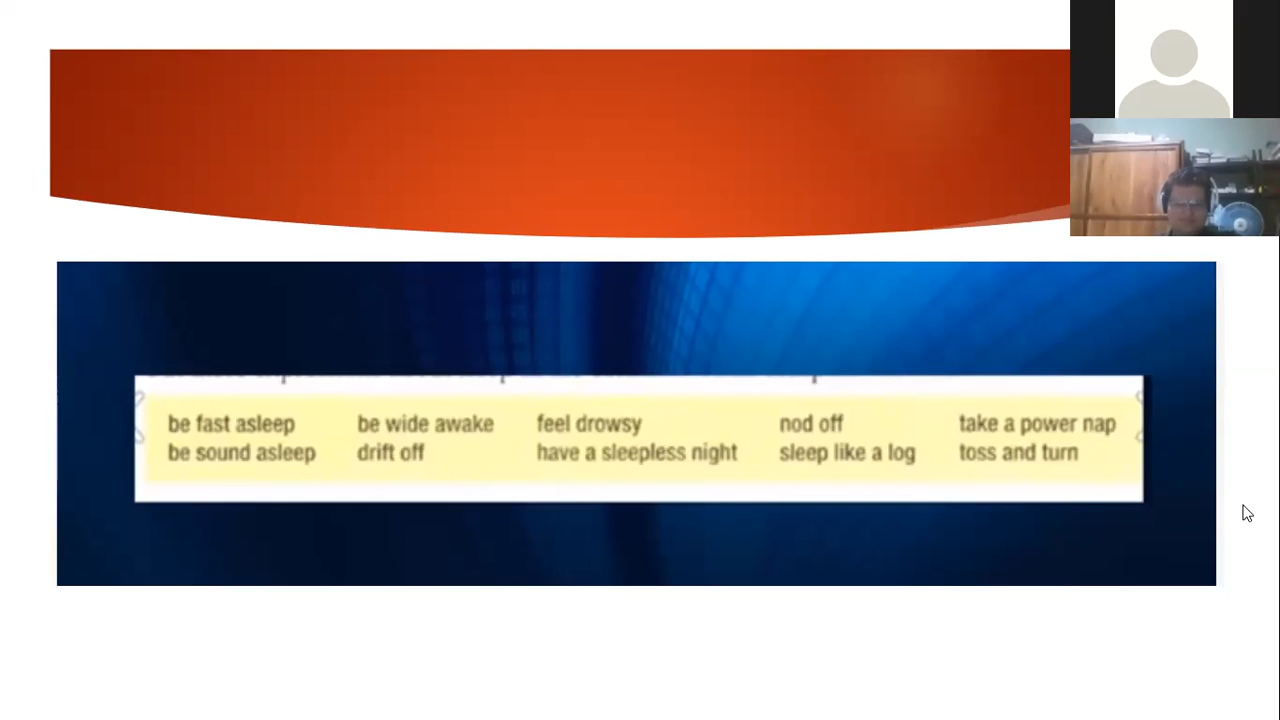 be fast asleep be wide awake feel drowsy nod off take a power nap
be sound asleep drift off have a sleepless night sleep like a log toss and turn